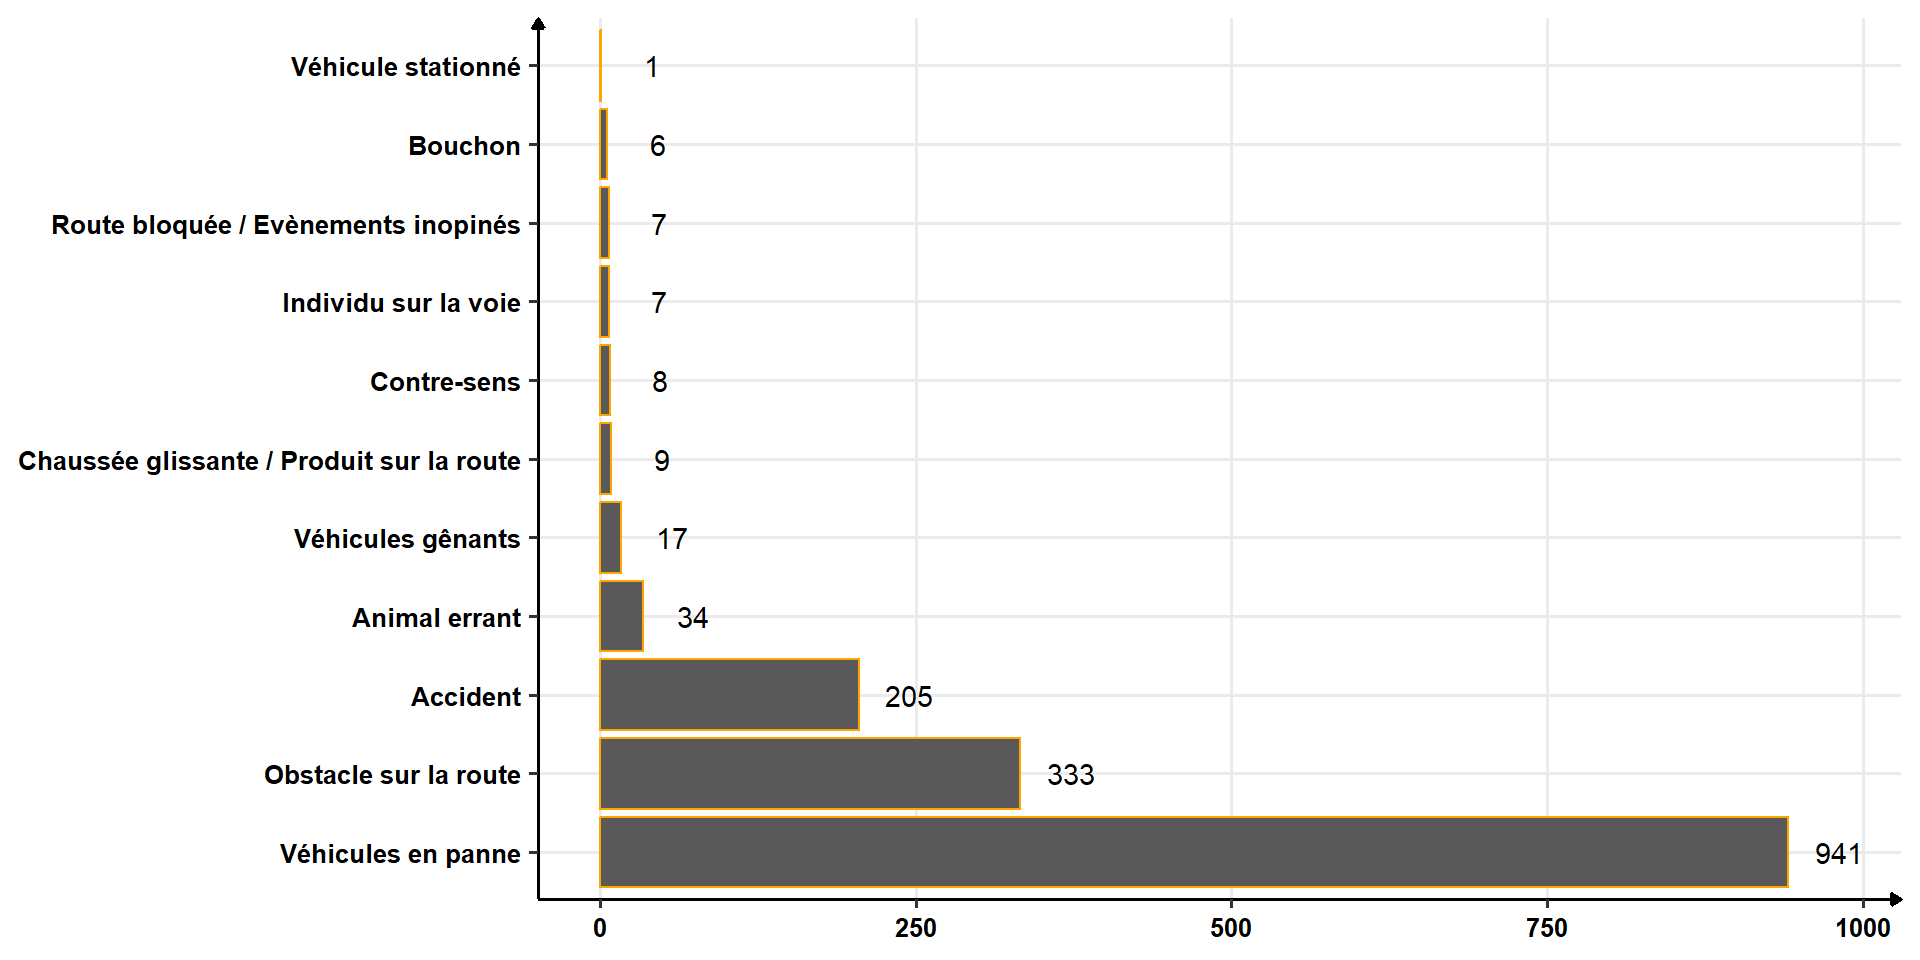 Véhicule stationné 1
Bouchon 6
Route bloquée / Evènements inopinés 7
Individu sur la voie 7
Contre-sens 8
Chaussée glissante / Produit sur la route 9
Véhicules gênants 17
Animal errant 34
Accident 205
Obstacle sur la route 333
Véhicules en panne 941
0 250 500 750 1000